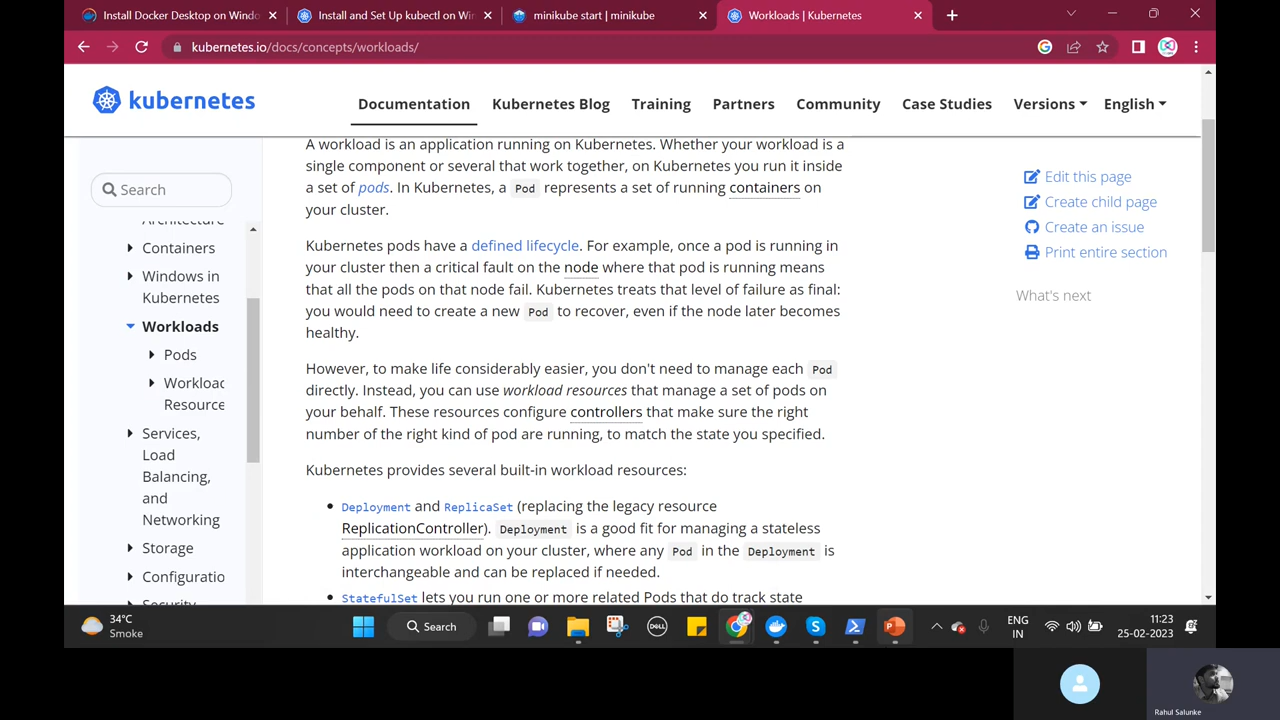 Install Docker Desktop on Windo
Install and Set Up kubectl on Win
minikube start | minikube
Workloads | Kubernetes
kubernetes.io/docs/concepts/workloads/
kubernetes
Documentation
Kubernetes Blog
Training
Partners
Community
Case Studies
Versions
English
Search
Architecture
Containers
Windows in
Kubernetes
Workloads
Pods
Workload
Resource
Services,
Load
Balancing,
and
Networking
Storage
Configuratio
Security
A workload is an application running on Kubernetes. Whether your workload is a
single component or several that work together, on Kubernetes you run it inside
a set of pods. In Kubernetes, a Pod represents a set of running containers on
your cluster.
Kubernetes pods have a defined lifecycle. For example, once a pod is running in
your cluster then a critical fault on the node where that pod is running means
that all the pods on that node fail. Kubernetes treats that level of failure as final:
you would need to create a new Pod to recover, even if the node later becomes
healthy.
However, to make life considerably easier, you don't need to manage each Pod
directly. Instead, you can use workload resources that manage a set of pods on
your behalf. These resources configure controllers that make sure the right
number of the right kind of pod are running, to match the state you specified.
Kubernetes provides several built-in workload resources:
• Deployment and ReplicaSet (replacing the legacy resource
ReplicationController). Deployment is a good fit for managing a stateless
application workload on your cluster, where any Pod in the Deployment is
interchangeable and can be replaced if needed.
• StatefulSet lets you run one or more related Pods that do track state
Edit this page
Create child page
Create an issue
Print entire section
What's next
34°C
Smoke
Search
DELL
ENG
IN
11:23
25-02-2023
Rahul Salunke